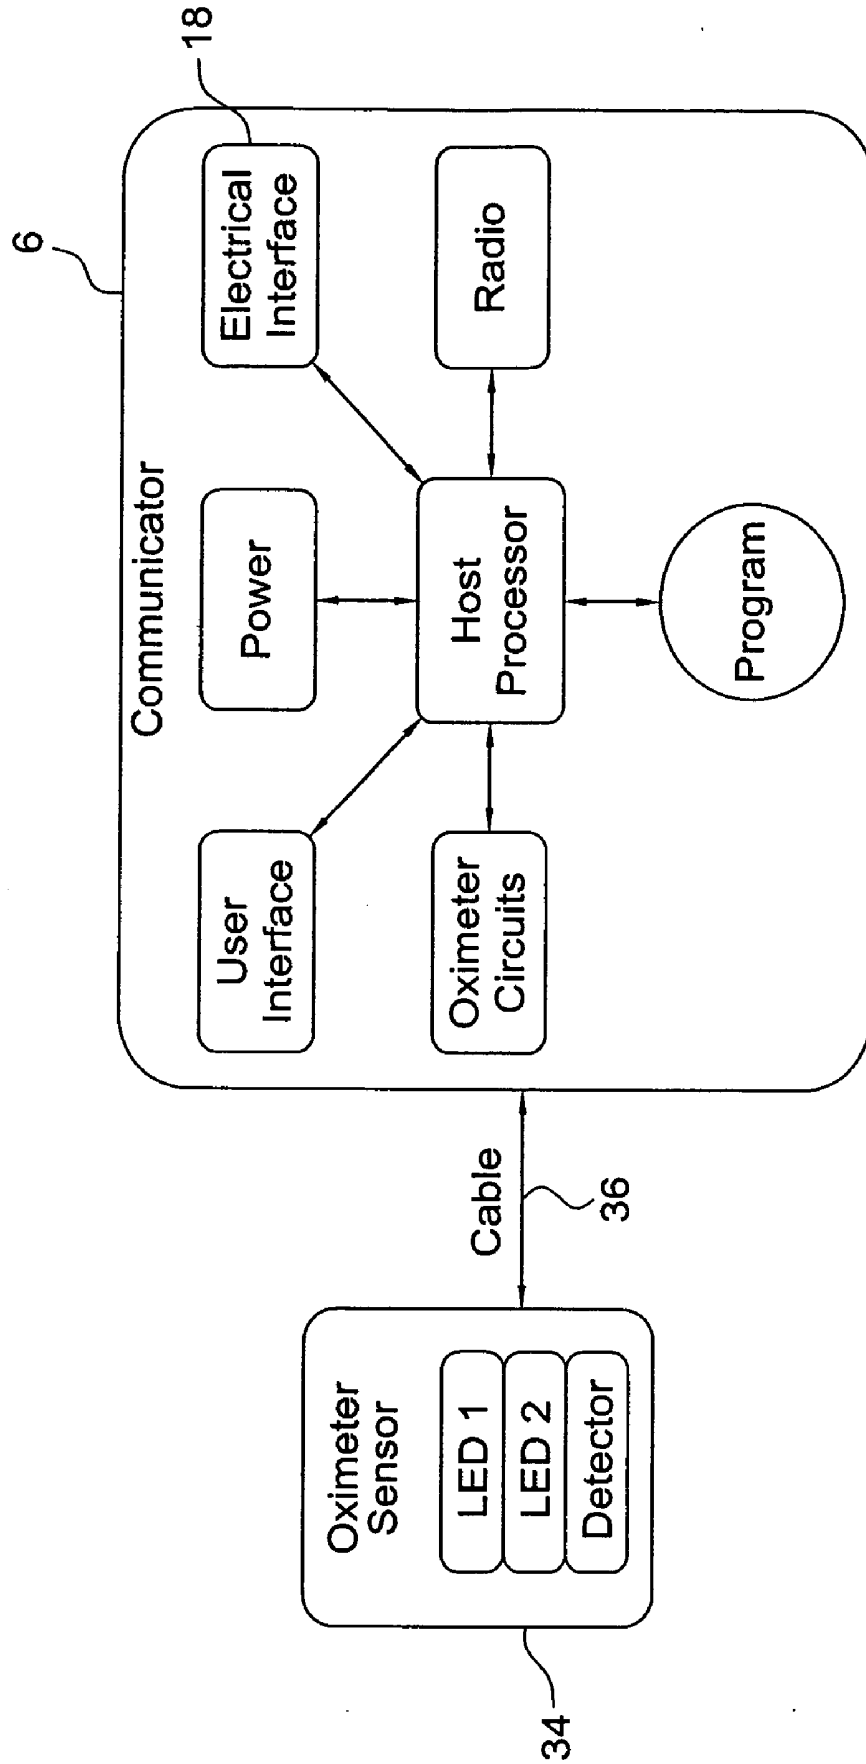 6
18
Communicator
User
Interface
Power
Electrical
Interface
Oximeter
Circuits
Host
Processor
Radio
Program
Cable
36
Oximeter
Sensor
LED 1
LED 2
Detector
34